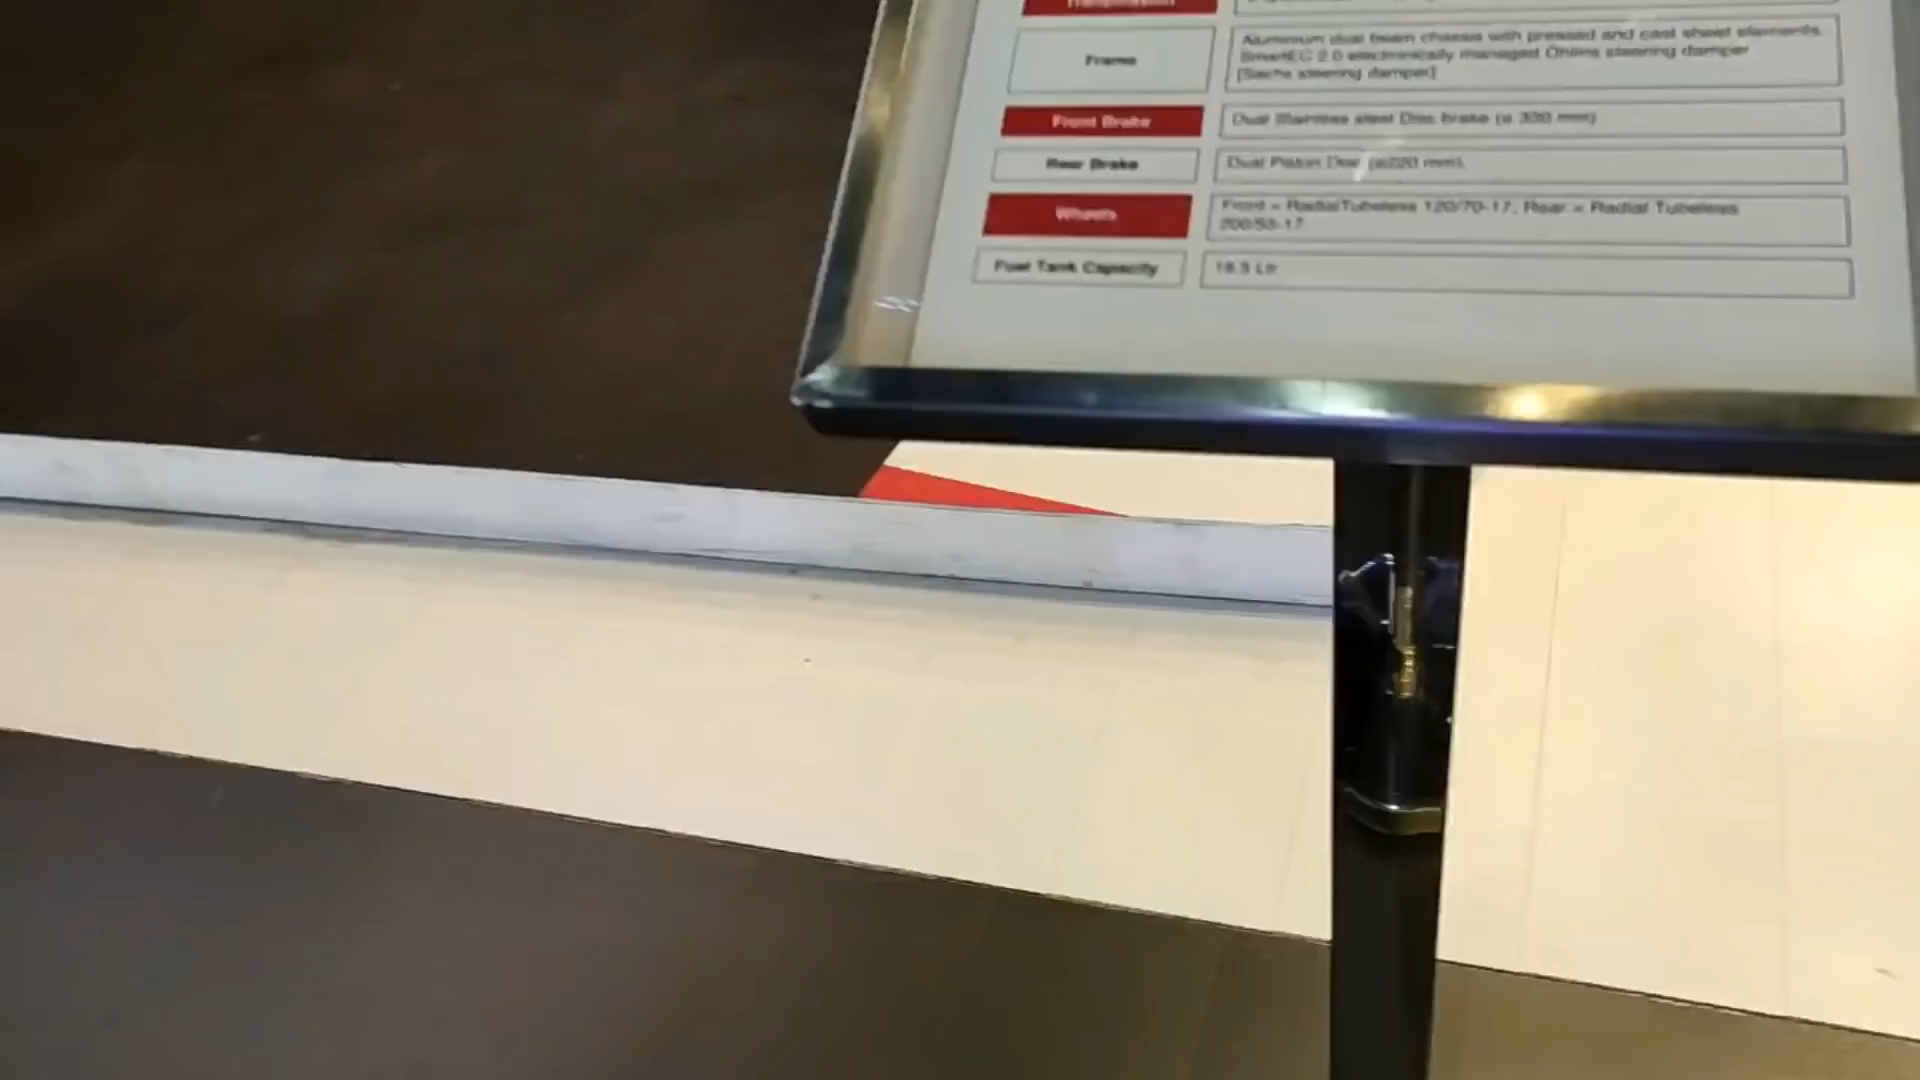 Transmission
Frame
Aluminium dual beam chassis with pressed and cast sheet elements.
SmartEC 2.0 electronically managed Öhlins steering damper
[Sachs steering damper]
Front Brake
Dual Stainless steel Disc brake (ø 330 mm)
Rear Brake
Dual Piston Disc (ø220 mm),
Wheels
Front = RadialTubeless 120/70-17, Rear = Radial Tubeless
200/55-17
Fuel Tank Capacity
18.5 Ltr